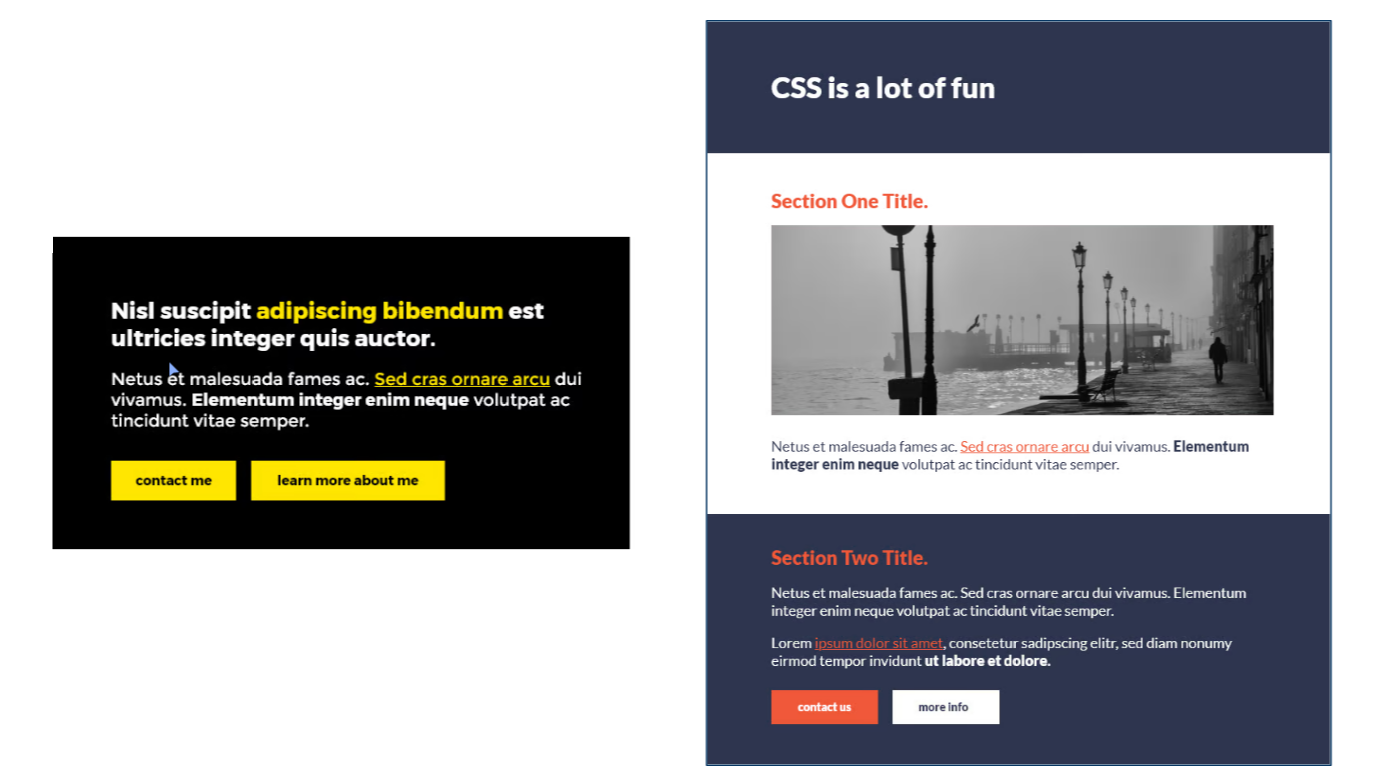 Nisl suscipit adipiscing bibendum est
ultricies integer quis auctor.
Netus et malesuada fames ac. Sed cras ornare arcu dui
vivamus. Elementum integer enim neque volutpat ac
tincidunt vitae semper.
contact me
learn more about me
CSS is a lot of fun
Section One Title.
Netus et malesuada fames ac. Sed cras ornare arcu dui vivamus. Elementum
integer enim neque volutpat ac tincidunt vitae semper.
Section Two Title.
Netus et malesuada fames ac. Sed cras ornare arcu dui vivamus. Elementum
integer enim neque volutpat ac tincidunt vitae semper.
Lorem ipsum dolor sit amet, consetetur sadipscing elitr, sed diam nonumy
eirmod tempor invidunt ut labore et dolore.
contact us
more info